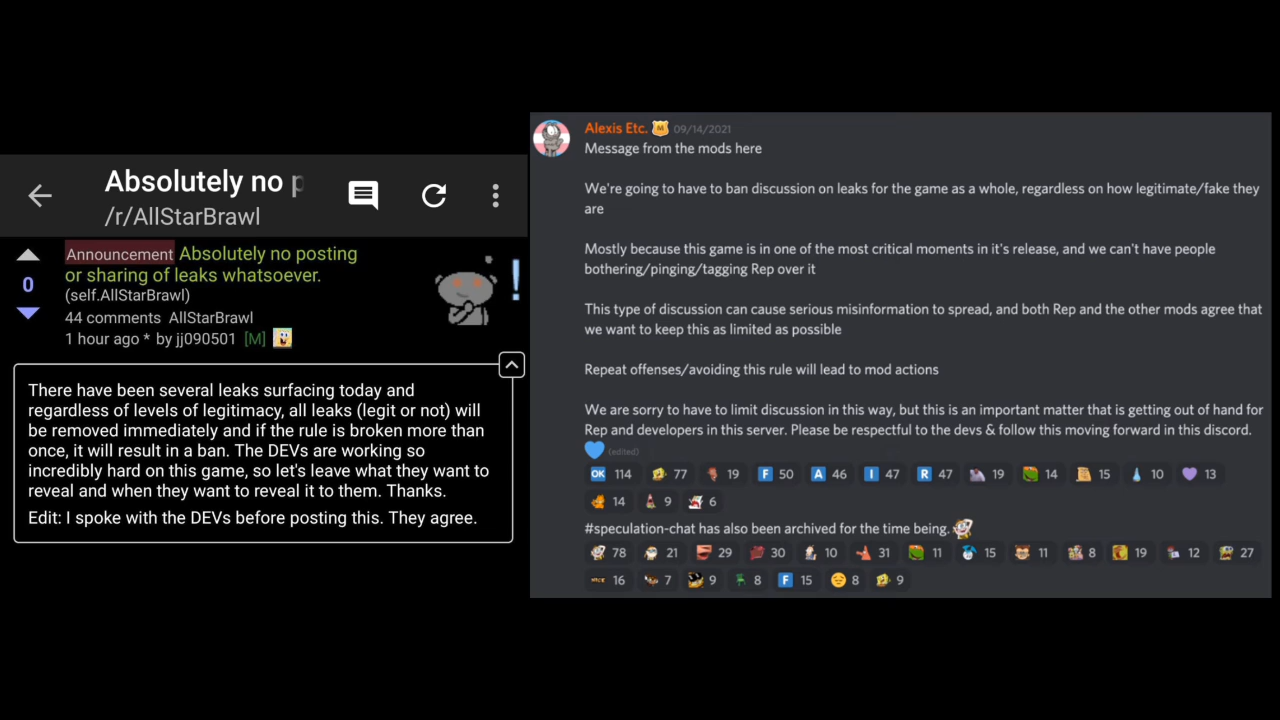 Absolutely no p
/r/AllStarBrawl
Announcement Absolutely no posting
or sharing of leaks whatsoever.
(self.AllStarBrawl)
0
44 comments AllStarBrawl
1 hour ago * by jj090501 [M]
There have been several leaks surfacing today and
regardless of levels of legitimacy, all leaks (legit or not) will
be removed immediately and if the rule is broken more than
once, it will result in a ban. The DEVs are working so
incredibly hard on this game, so let's leave what they want to
reveal and when they want to reveal it to them. Thanks.
Edit: I spoke with the DEVs before posting this. They agree.
Alexis Etc. M 09/14/2021
Message from the mods here
We're going to have to ban discussion on leaks for the game as a whole, regardless on how legitimate/fake they
are
Mostly because this game is in one of the most critical moments in it's release, and we can't have people
bothering/pinging/tagging Rep over it
This type of discussion can cause serious misinformation to spread, and both Rep and the other mods agree that
we want to keep this as limited as possible
Repeat offenses/avoiding this rule will lead to mod actions
We are sorry to have to limit discussion in this way, but this is an important matter that is getting out of hand for
Rep and developers in this server. Please be respectful to the devs & follow this moving forward in this discord.
(edited)
OK 114 77 19 F 50 A 46 I 47 R 47 19 14 15 10 13
14 9 6
#speculation-chat has also been archived for the time being.
78 21 29 30 10 31 11 15 11 8 19 12 27
NICE 16 7 9 8 F 15 8 9